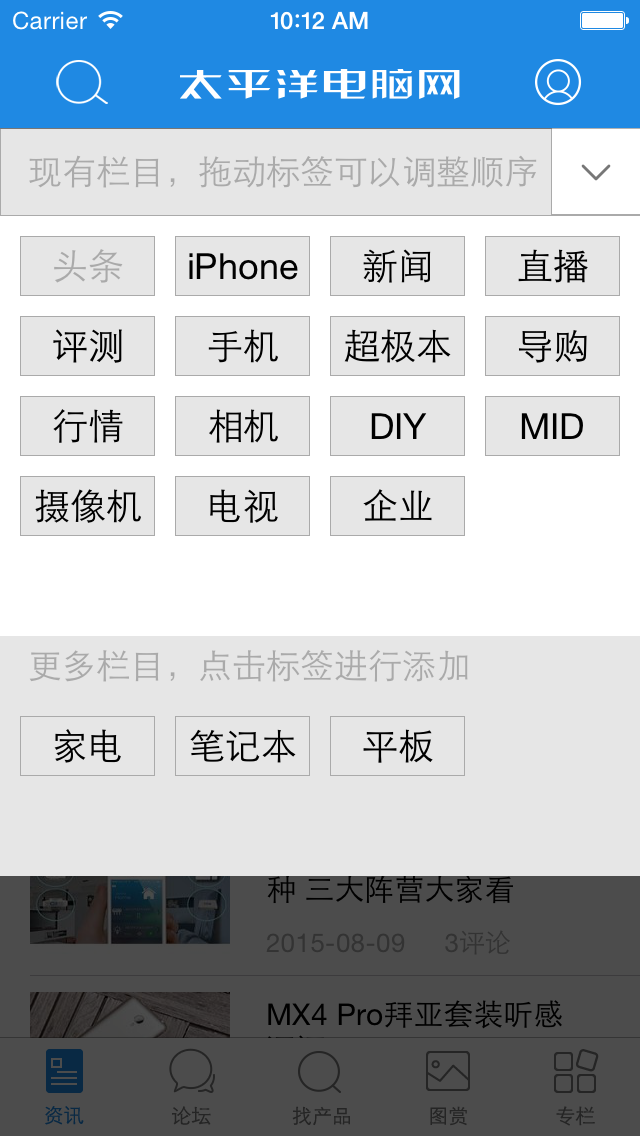 Carrier 10:12 AM
太平洋电脑网
现有栏目，拖动标签可以调整顺序
头条 iPhone 新闻 直播
评测 手机 超极本 导购
行情 相机 DIY MID
摄像机 电视 企业
更多栏目，点击标签进行添加
家电 笔记本 平板
种 三大阵营大家看
2015-08-09 3评论
MX4 Pro拜亚套装听感
资讯 论坛 找产品 图赏 专栏